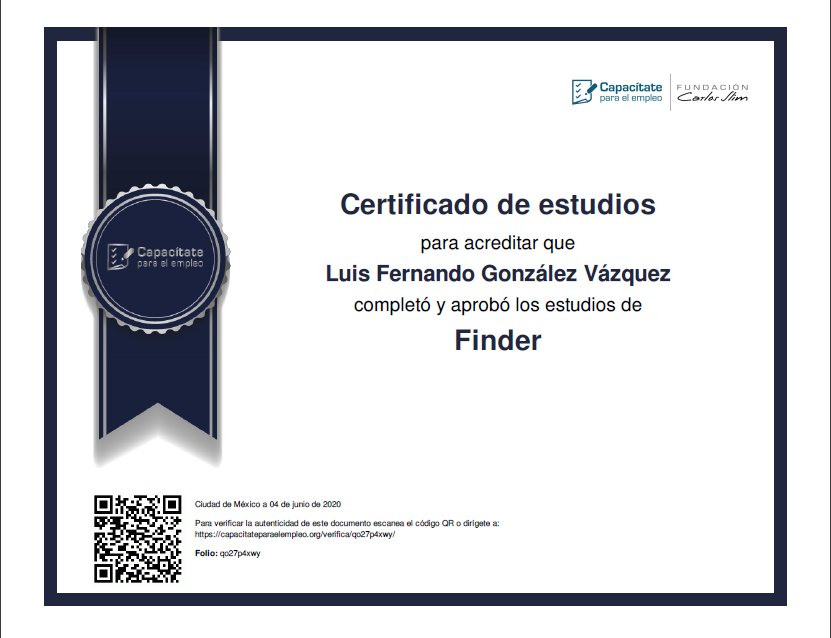 Capacítate
para el empleo
FUNDACIÓN
Carlos Slim
Certificado de estudios
para acreditar que
Luis Fernando González Vázquez
completó y aprobó los estudios de
Finder
Capacítate
para el empleo
Ciudad de México a 04 de junio de 2020
Para verificar la autenticidad de este documento escanea el código QR o dirígete a:
https://capacitateparaelempleo.org/verifica/qo27p4xwy/
Folio: qo27p4xwy